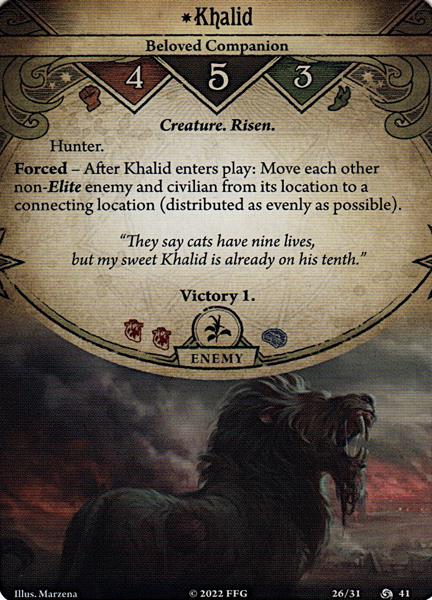 *Khalid
Beloved Companion
4 5 3
Creature. Risen.
Hunter.
Forced – After Khalid enters play: Move each other
non-Elite enemy and civilian from its location to a
connecting location (distributed as evenly as possible).
“They say cats have nine lives,
but my sweet Khalid is already on his tenth.”
Victory 1.
ENEMY
Illus. Marzena © 2022 FFG 26/31 41